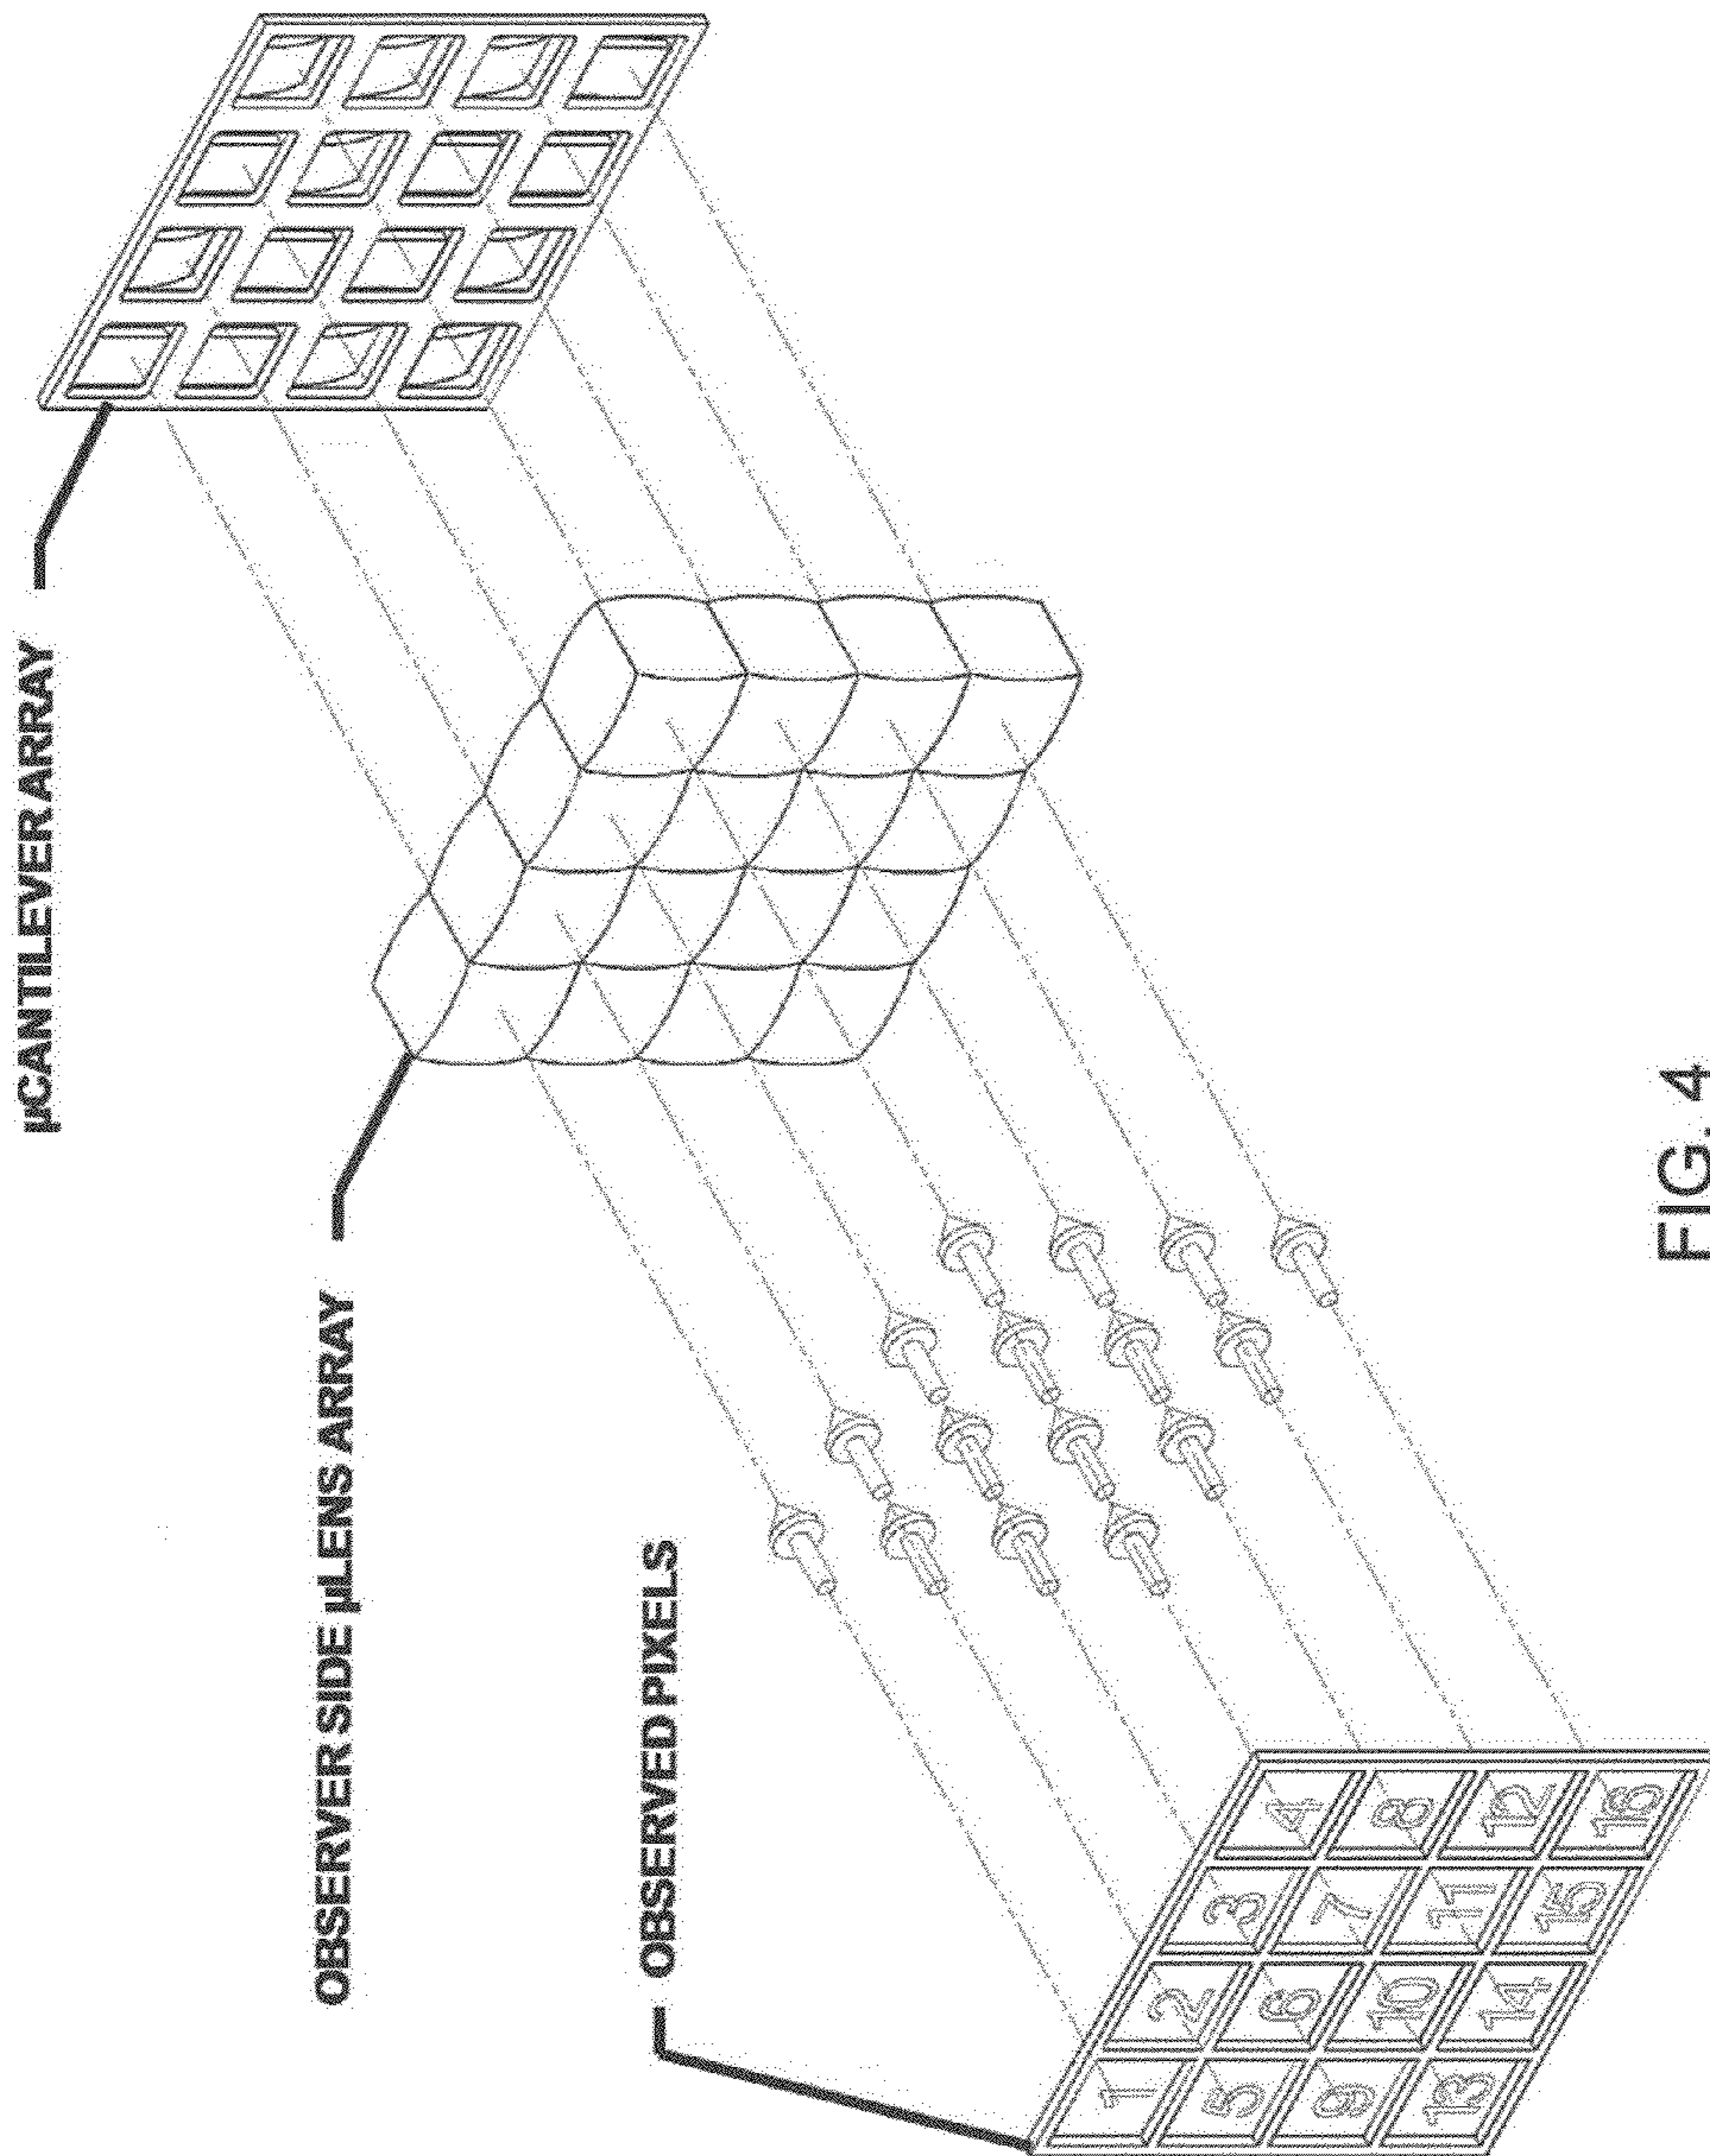 µCANTILEVER ARRAY
OBSERVER SIDE µLENS ARRAY
OBSERVED PIXELS
1 2 3 4
5 6 7 8
9 10 11 12
13 14 15 16
FIG. 4